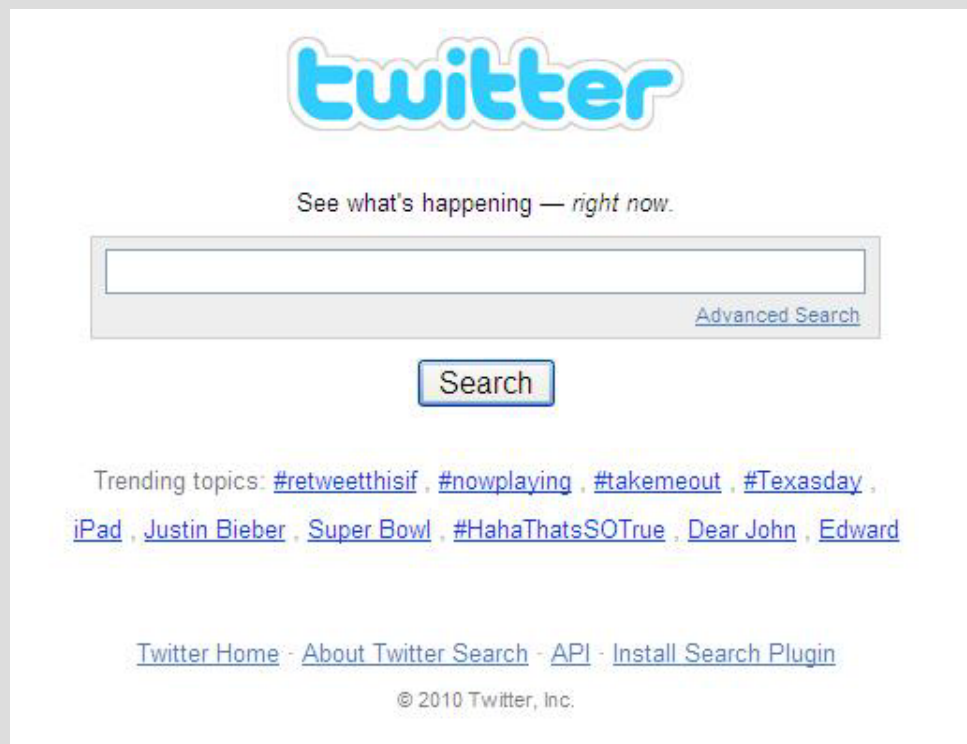 twitter
See what's happening — right now.
Advanced Search
Search
Trending topics: #retweetthisif , #nowplaying , #takemeout , #Texasday ,
iPad , Justin Bieber , Super Bowl , #HahaThatsSOTrue , Dear John , Edward
Twitter Home - About Twitter Search - API - Install Search Plugin
© 2010 Twitter, Inc.